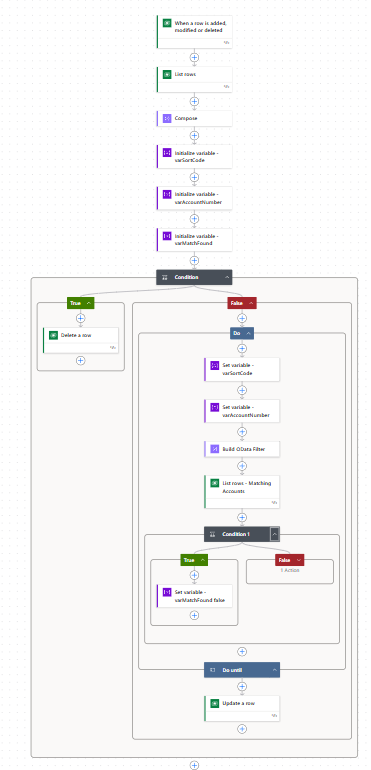 When a row is added,
modified or deleted
List rows
Compose
Initialize variable -
varSortCode
Initialize variable -
varAccountNumber
Initialize variable -
varMatchFound
Condition
True
False
Delete a row
Do
Set variable -
varSortCode
Set variable -
varAccountNumber
Build OData Filter
List rows - Matching
Accounts
Condition 1
True
False
1 Action
Set variable -
varMatchFound false
Do until
Update a row